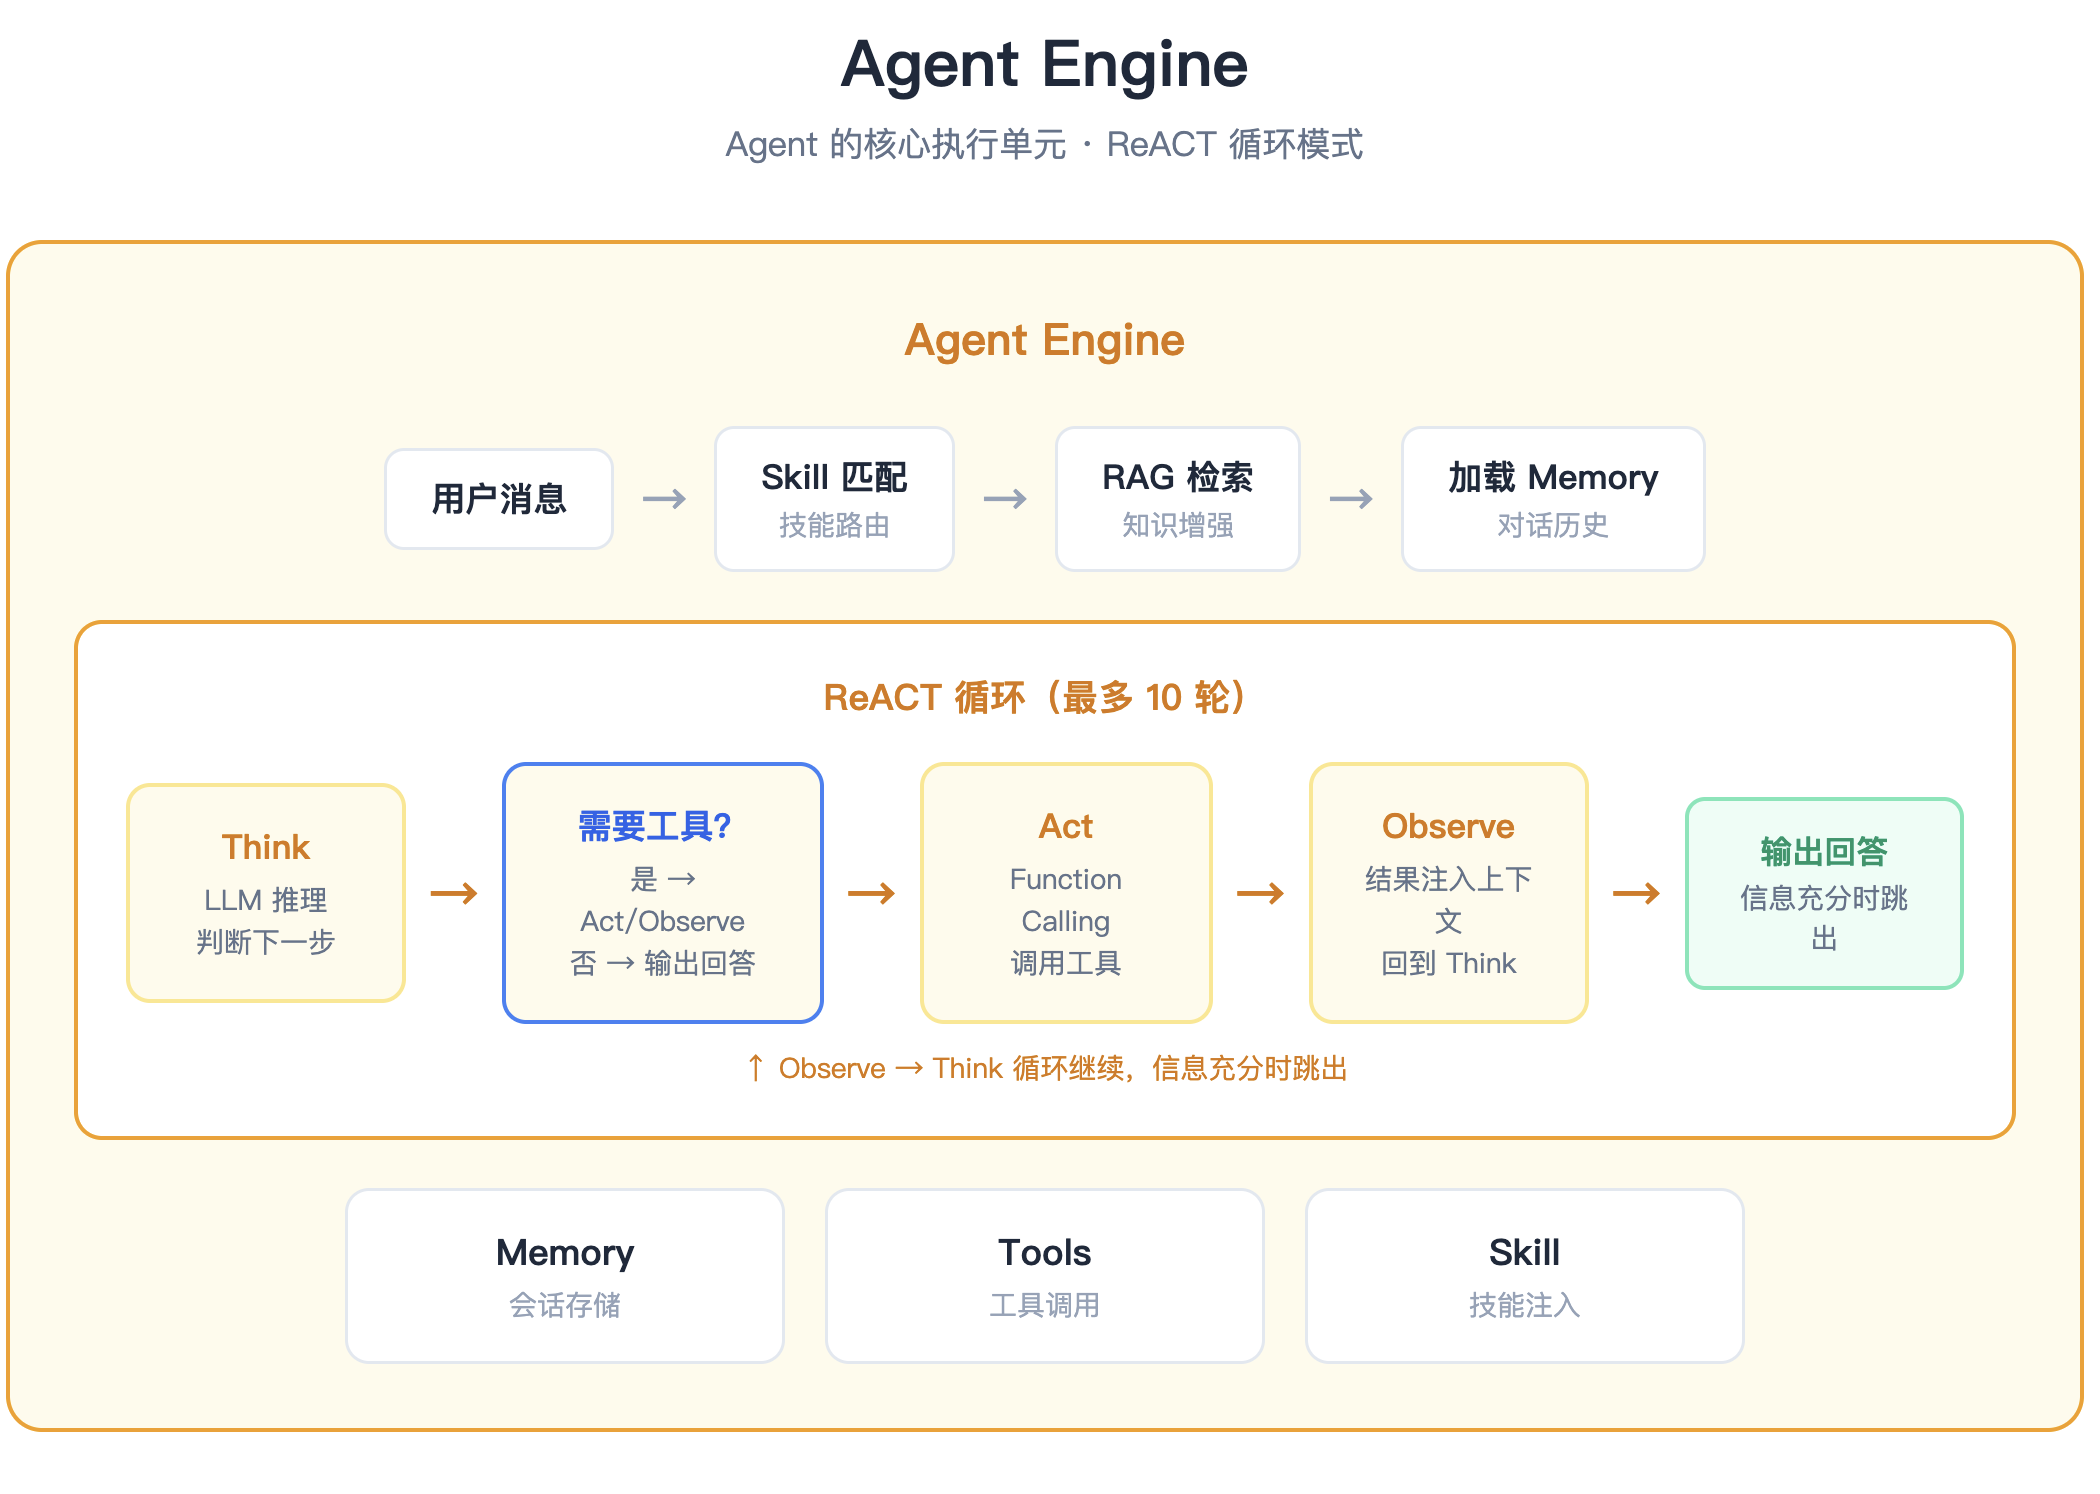 Agent Engine
Agent 的核心执行单元 · ReACT 循环模式
Agent Engine
用户消息
→
Skill 匹配
技能路由
→
RAG 检索
知识增强
→
加载 Memory
对话历史
ReACT 循环（最多 10 轮）
Think
LLM 推理
判断下一步
→
需要工具?
是 →
Act/Observe
否 → 输出回答
→
Act
Function
Calling
调用工具
→
Observe
结果注入上下
文
回到 Think
→
输出回答
信息充分时跳
出
↑ Observe → Think 循环继续，信息充分时跳出
Memory
会话存储
Tools
工具调用
Skill
技能注入